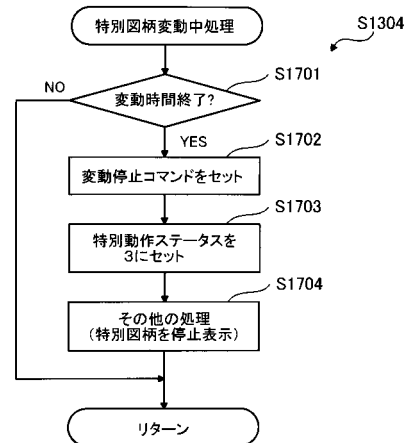 特別図柄変動中処理
S1304
S1701
NO
変動時間終了?
YES
S1702
変動停止コマンドをセット
S1703
特別動作ステータスを
3にセット
S1704
その他の処理
(特別図柄を停止表示)
リターン